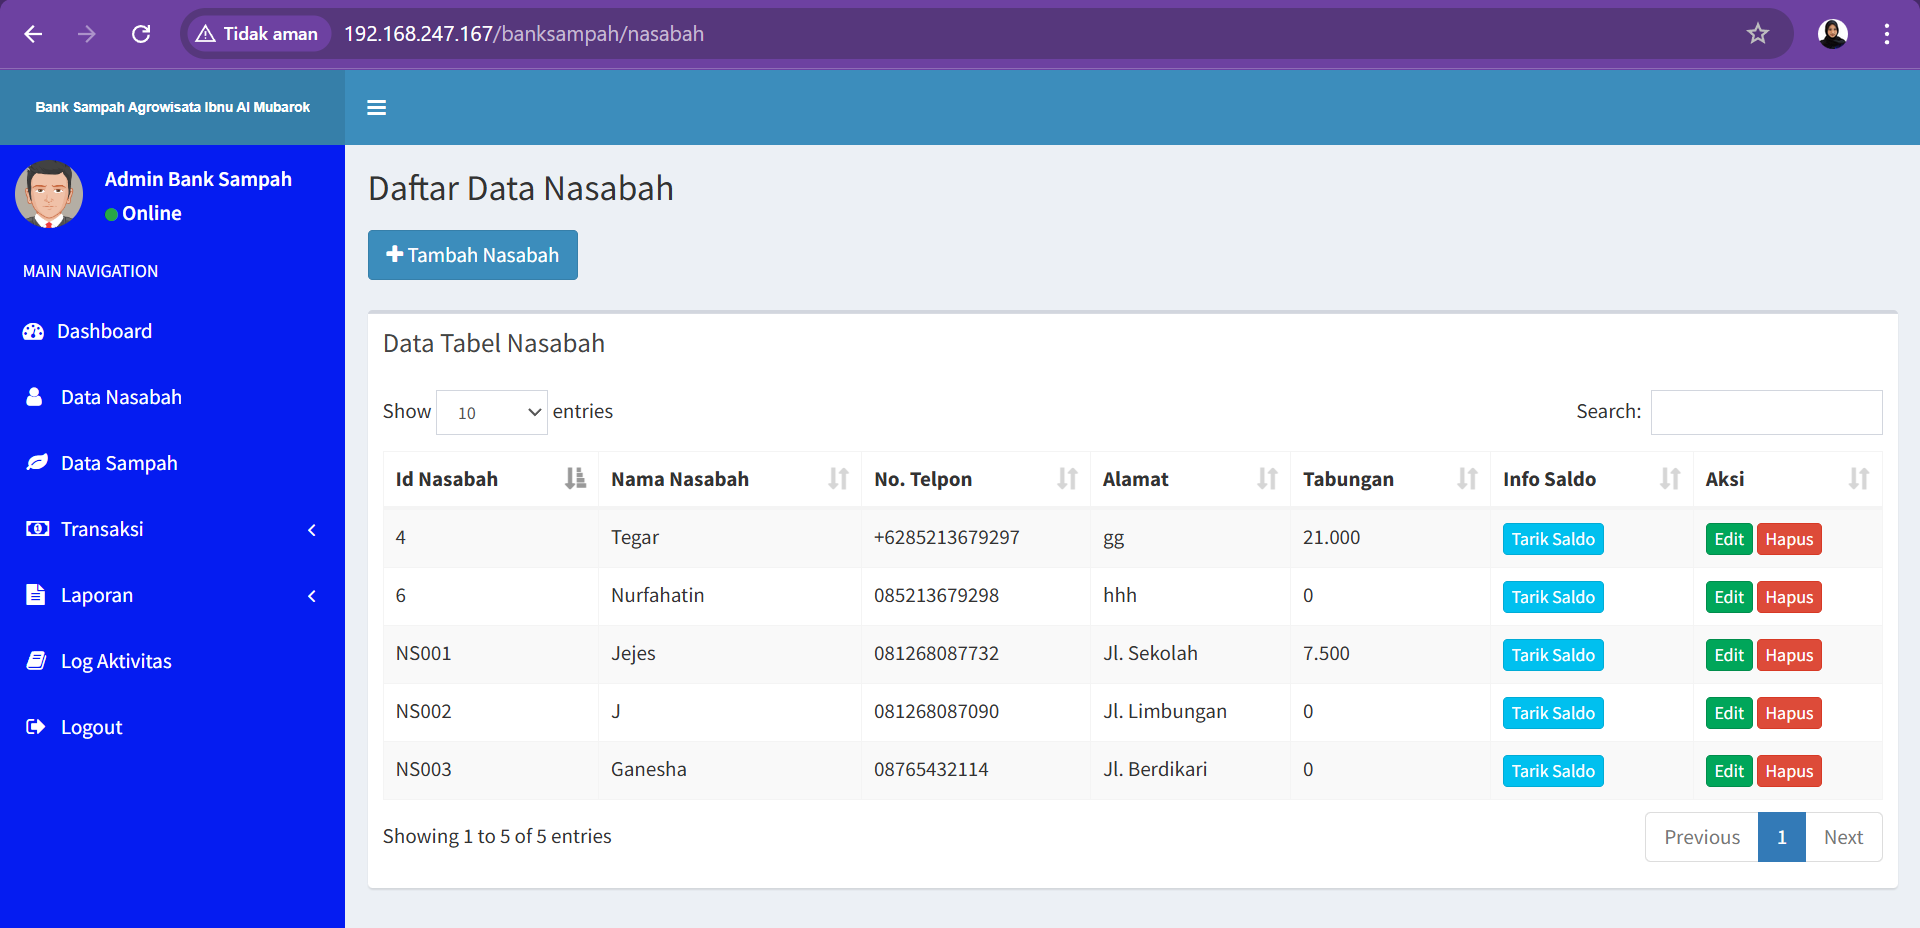 Tidak aman 192.168.247.167/banksampah/nasabah
Bank Sampah Agrowisata Ibnu Al Mubarok
Admin Bank Sampah
Online
MAIN NAVIGATION
Dashboard
Data Nasabah
Data Sampah
Transaksi
Laporan
Log Aktivitas
Logout
Daftar Data Nasabah
Tambah Nasabah
Data Tabel Nasabah
Show 10 entries Search:
Id Nasabah Nama Nasabah No. Telpon Alamat Tabungan Info Saldo Aksi
4 Tegar +6285213679297 gg 21.000 Tarik Saldo Edit Hapus
6 Nurfahatin 085213679298 hhh 0 Tarik Saldo Edit Hapus
NS001 Jejes 081268087732 Jl. Sekolah 7.500 Tarik Saldo Edit Hapus
NS002 J 081268087090 Jl. Limbungan 0 Tarik Saldo Edit Hapus
NS003 Ganesha 08765432114 Jl. Berdikari 0 Tarik Saldo Edit Hapus
Showing 1 to 5 of 5 entries Previous 1 Next